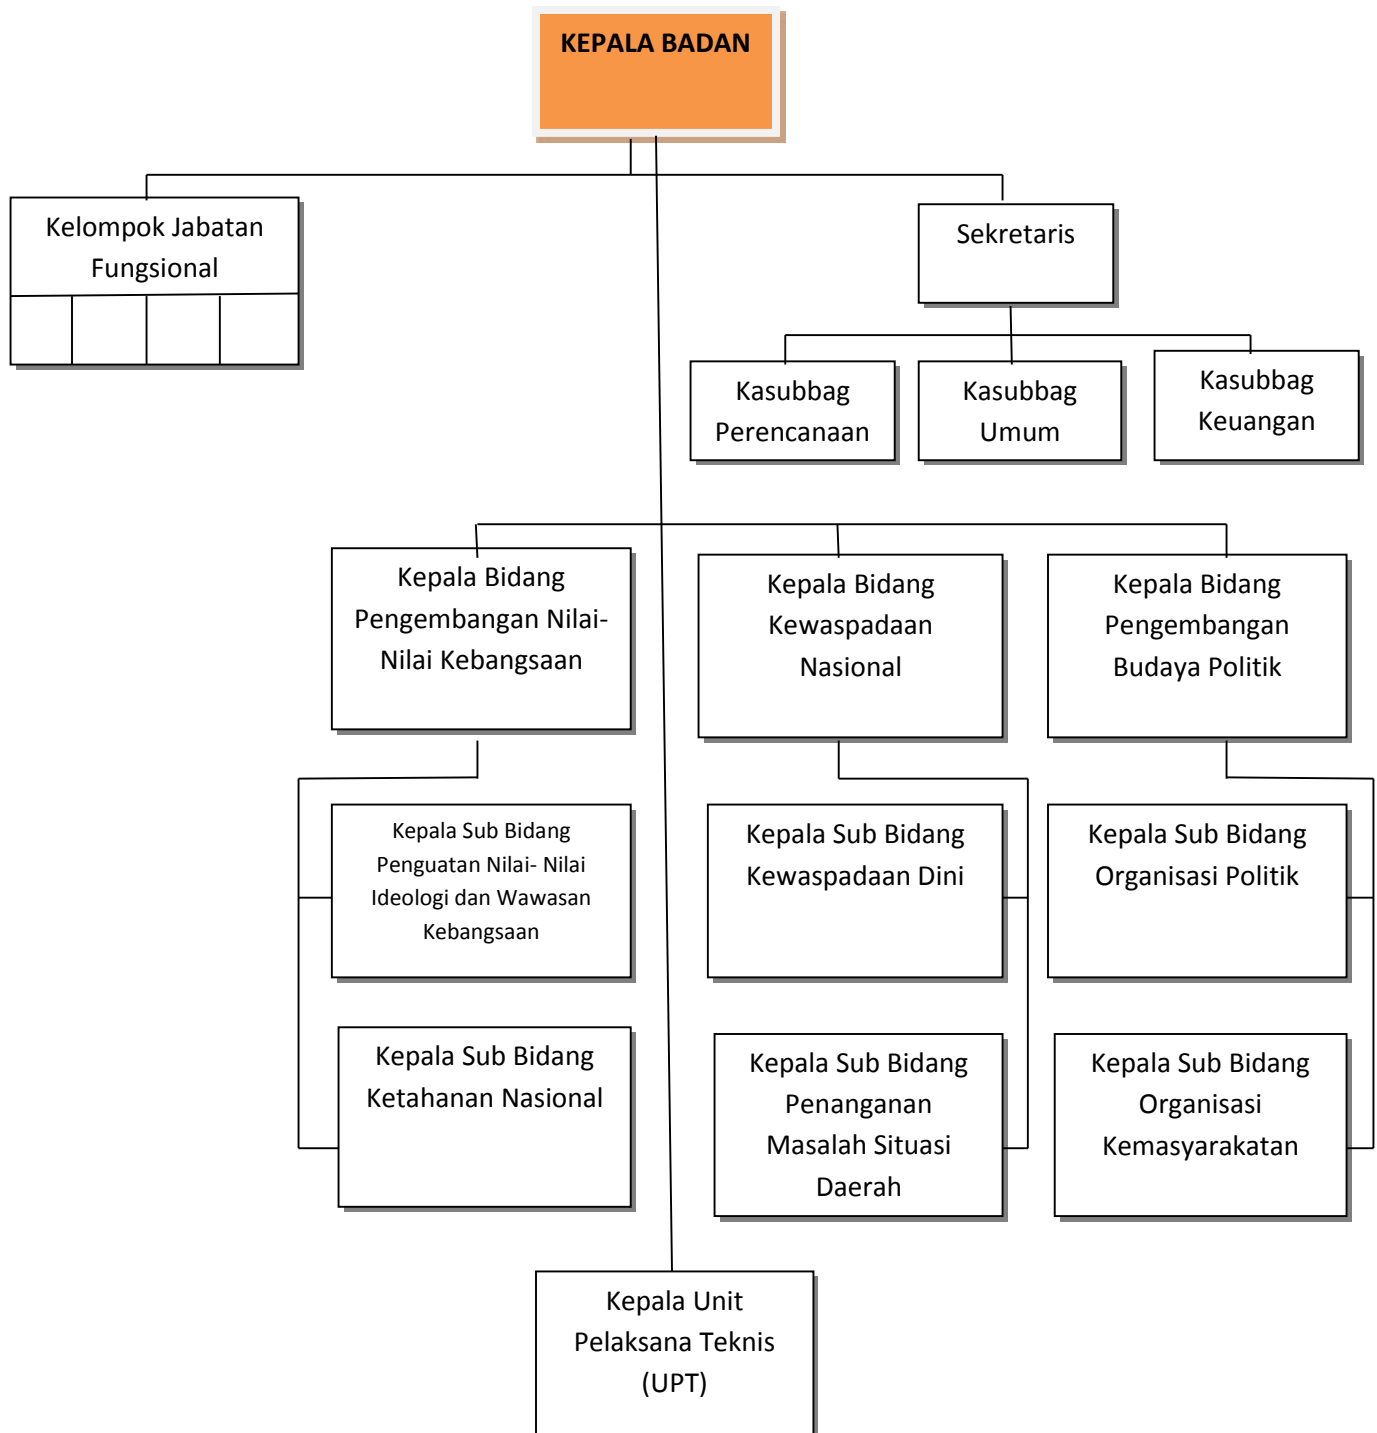 KEPALA BADAN
Kelompok Jabatan
Fungsional
Sekretaris
Kasubbag
Perencanaan
Kasubbag
Umum
Kasubbag
Keuangan
Kepala Bidang
Pengembangan Nilai-
Nilai Kebangsaan
Kepala Bidang
Kewaspadaan
Nasional
Kepala Bidang
Pengembangan
Budaya Politik
Kepala Sub Bidang
Penguatan Nilai- Nilai
Ideologi dan Wawasan
Kebangsaan
Kepala Sub Bidang
Kewaspadaan Dini
Kepala Sub Bidang
Organisasi Politik
Kepala Sub Bidang
Ketahanan Nasional
Kepala Sub Bidang
Penanganan
Masalah Situasi
Daerah
Kepala Sub Bidang
Organisasi
Kemasyarakatan
Kepala Unit
Pelaksana Teknis
(UPT)